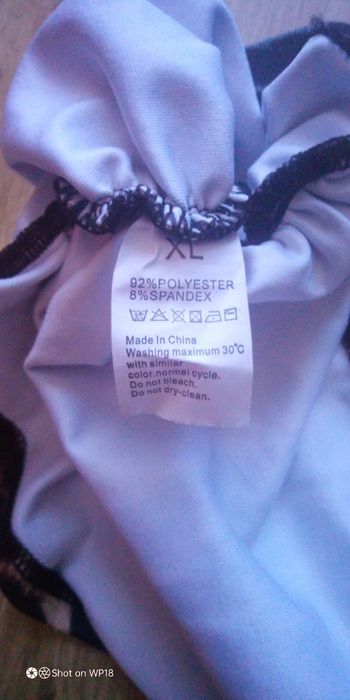 XL
92%POLYESTER
8%SPANDEX
Made in China
Washing maximum 30°C
with similar
color.normal cycle.
Do not bleach.
Do not dry-clean.
Shot on WP18